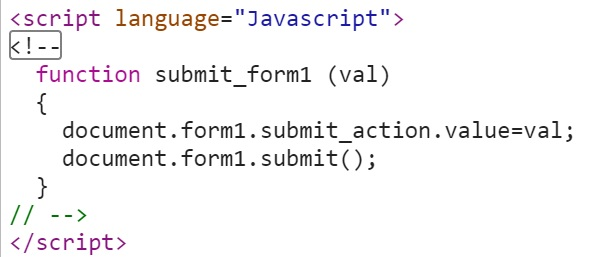 <script language="Javascript">
<!--
function submit_form1 (val)
{
document.form1.submit_action.value=val;
document.form1.submit();
}
// -->
</script>